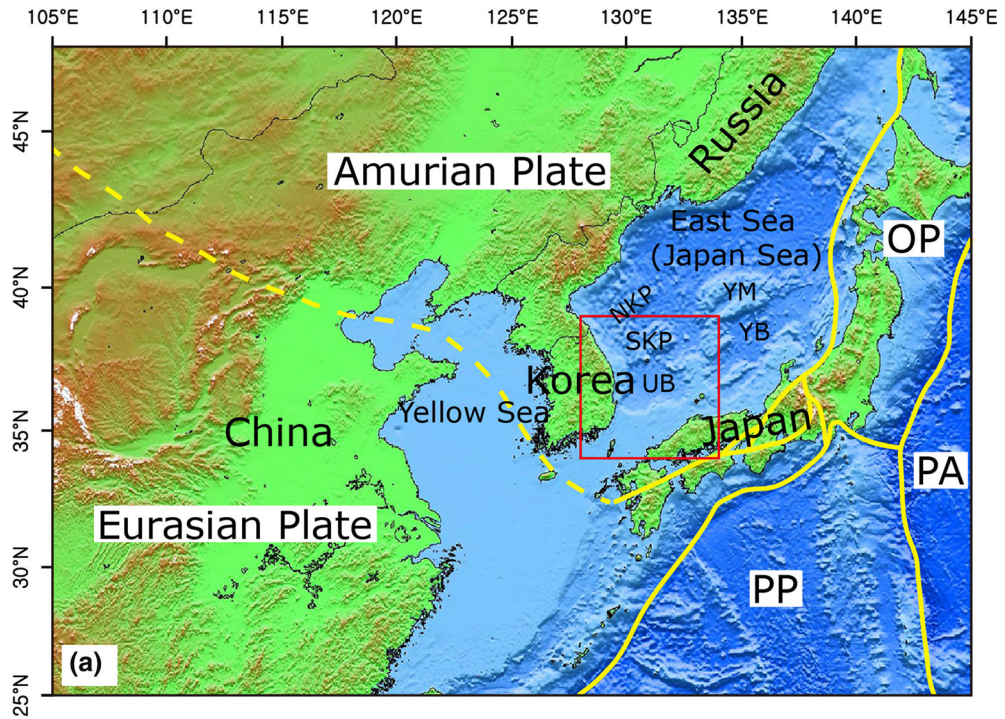 105°E 110°E 115°E 120°E 125°E 130°E 135°E 140°E 145°E
45°N
40°N
35°N
30°N
25°N
Russia
Amurian Plate
East Sea
(Japan Sea)
OP
NKP
YM
SKP
YB
Korea
UB
Yellow Sea
China
Japan
PA
Eurasian Plate
PP
(a)